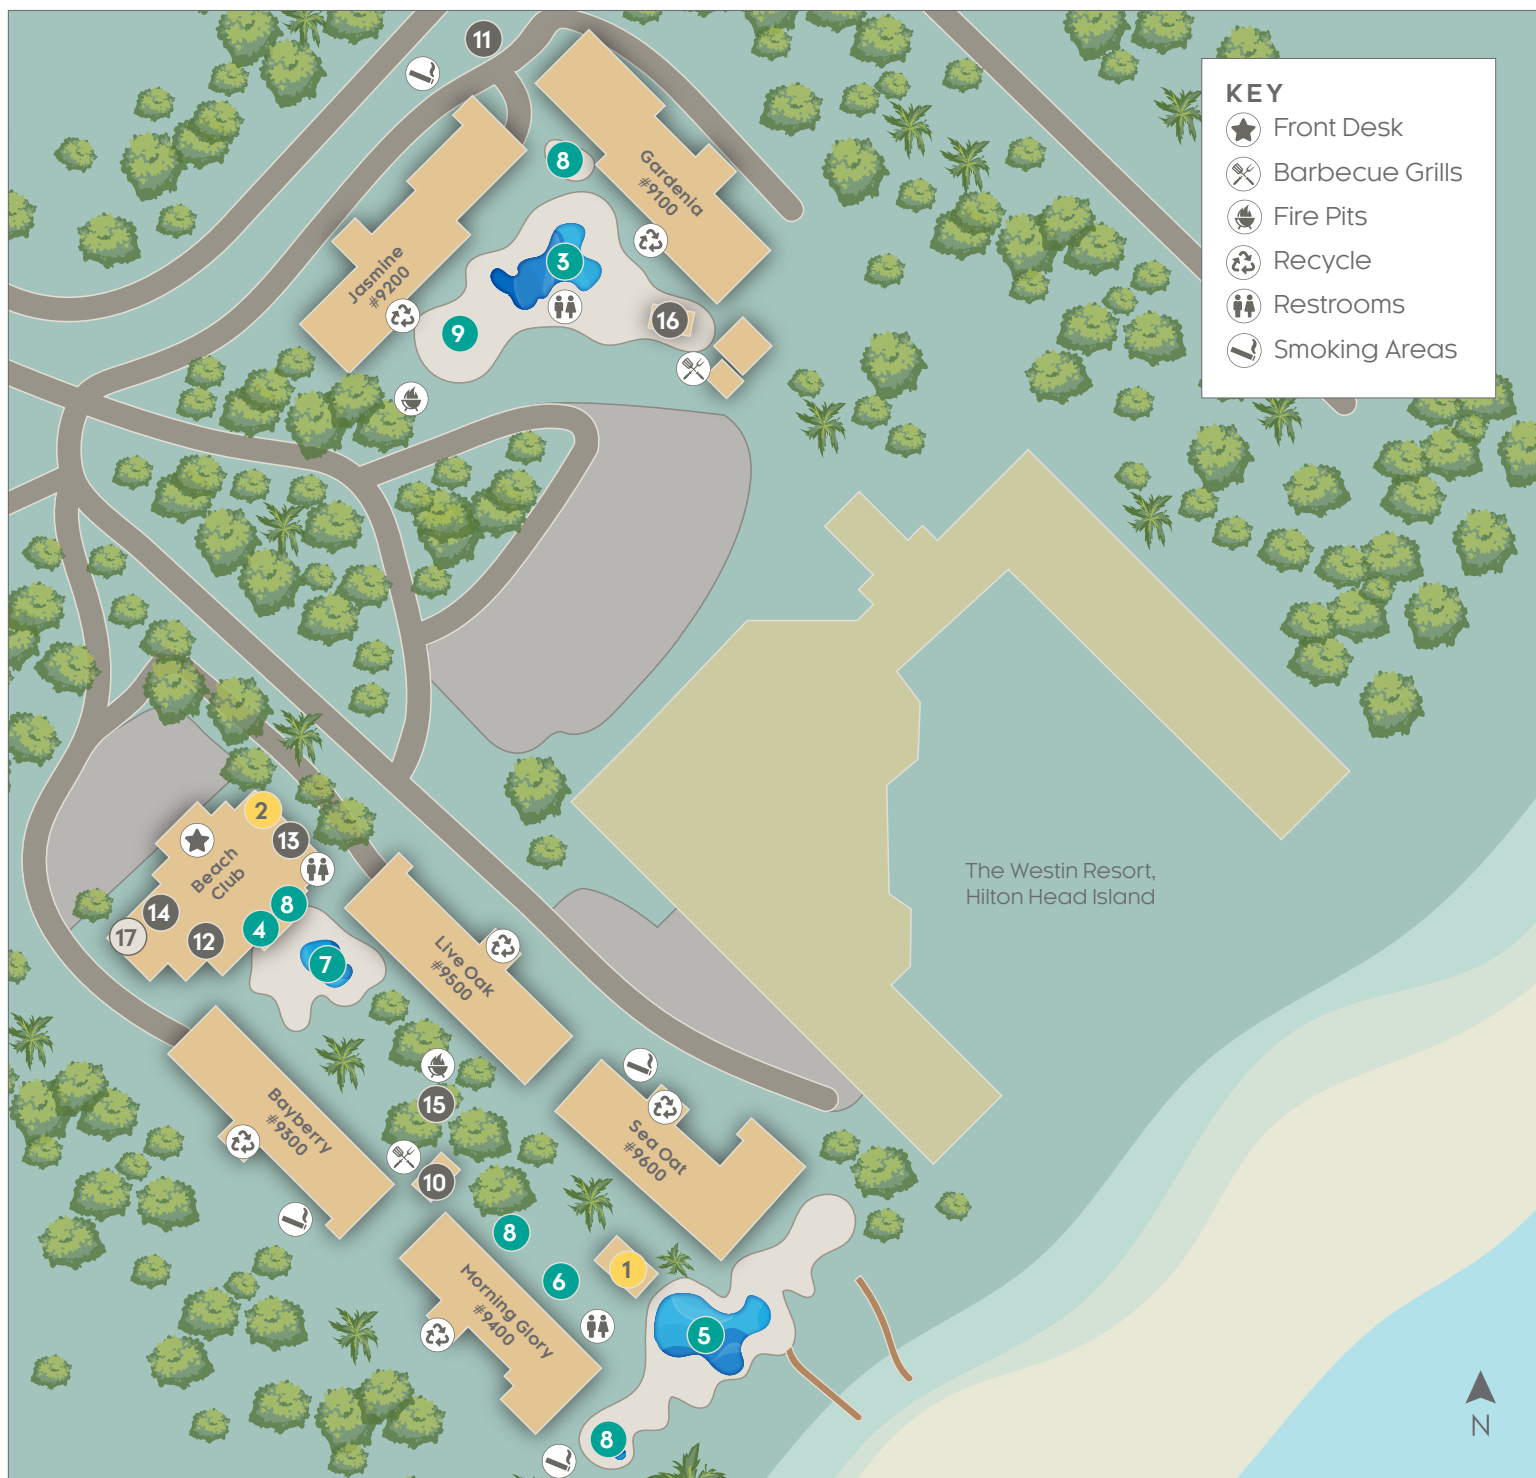 11
KEY
Front Desk
Barbecue Grills
Fire Pits
Recycle
Restrooms
Smoking Areas
8
Gardenia
#9100
3
Jasmine
#9200
16
9
2
13
Beach
Club
8
14
4
17
12
7
The Westin Resort,
Hilton Head Island
Live Oak
#9500
15
Bayberry
#9300
Sea Oat
#9600
10
8
1
6
Morning Glory
#9400
5
8
N